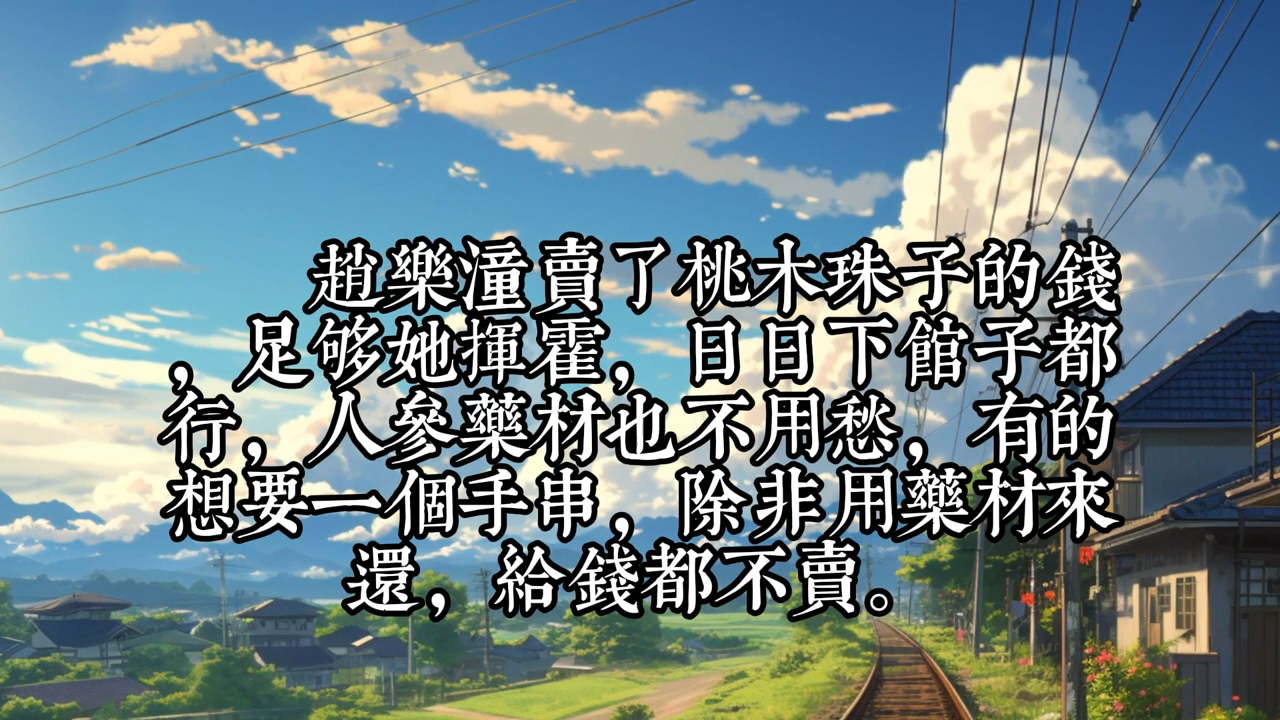 趙樂潼賣了桃木珠子的錢
，足够她揮霍，日日下館子都
行，人參藥材也不用愁，有的
想要一個手串，除非用藥材來
還，給錢都不賣。